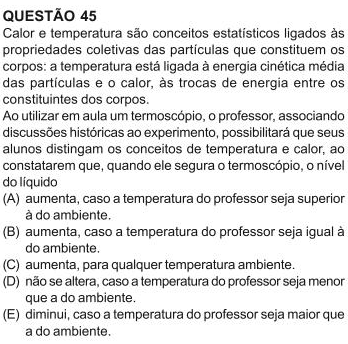 QUESTÃO 45
Calor e temperatura são conceitos estatísticos ligados às
propriedades coletivas das partículas que constituem os
corpos: a temperatura está ligada à energia cinética média
das partículas e o calor, às trocas de energia entre os
constituintes dos corpos.
Ao utilizar em aula um termoscópio, o professor, associando
discussões históricas ao experimento, possibilitará que seus
alunos distingam os conceitos de temperatura e calor, ao
constatarem que, quando ele segura o termoscópio, o nível
do líquido
(A) aumenta, caso a temperatura do professor seja superior
à do ambiente.
(B) aumenta, caso a temperatura do professor seja igual à
do ambiente.
(C) aumenta, para qualquer temperatura ambiente.
(D) não se altera, caso a temperatura do professor seja menor
que a do ambiente.
(E) diminui, caso a temperatura do professor seja maior que
a do ambiente.